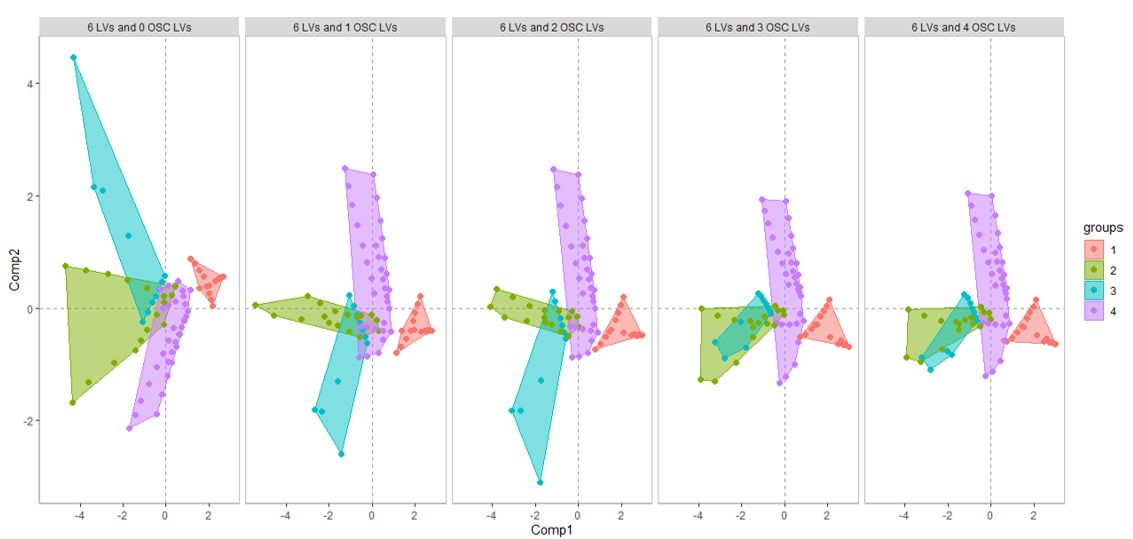 6 LVs and 0 OSC LVs
6 LVs and 1 OSC LVs
6 LVs and 2 OSC LVs
6 LVs and 3 OSC LVs
6 LVs and 4 OSC LVs
4
2
0
-2
Comp2
-4 -2 0 2
-4 -2 0 2
-4 -2 0 2
-4 -2 0 2
-4 -2 0 2
Comp1
groups
1
2
3
4